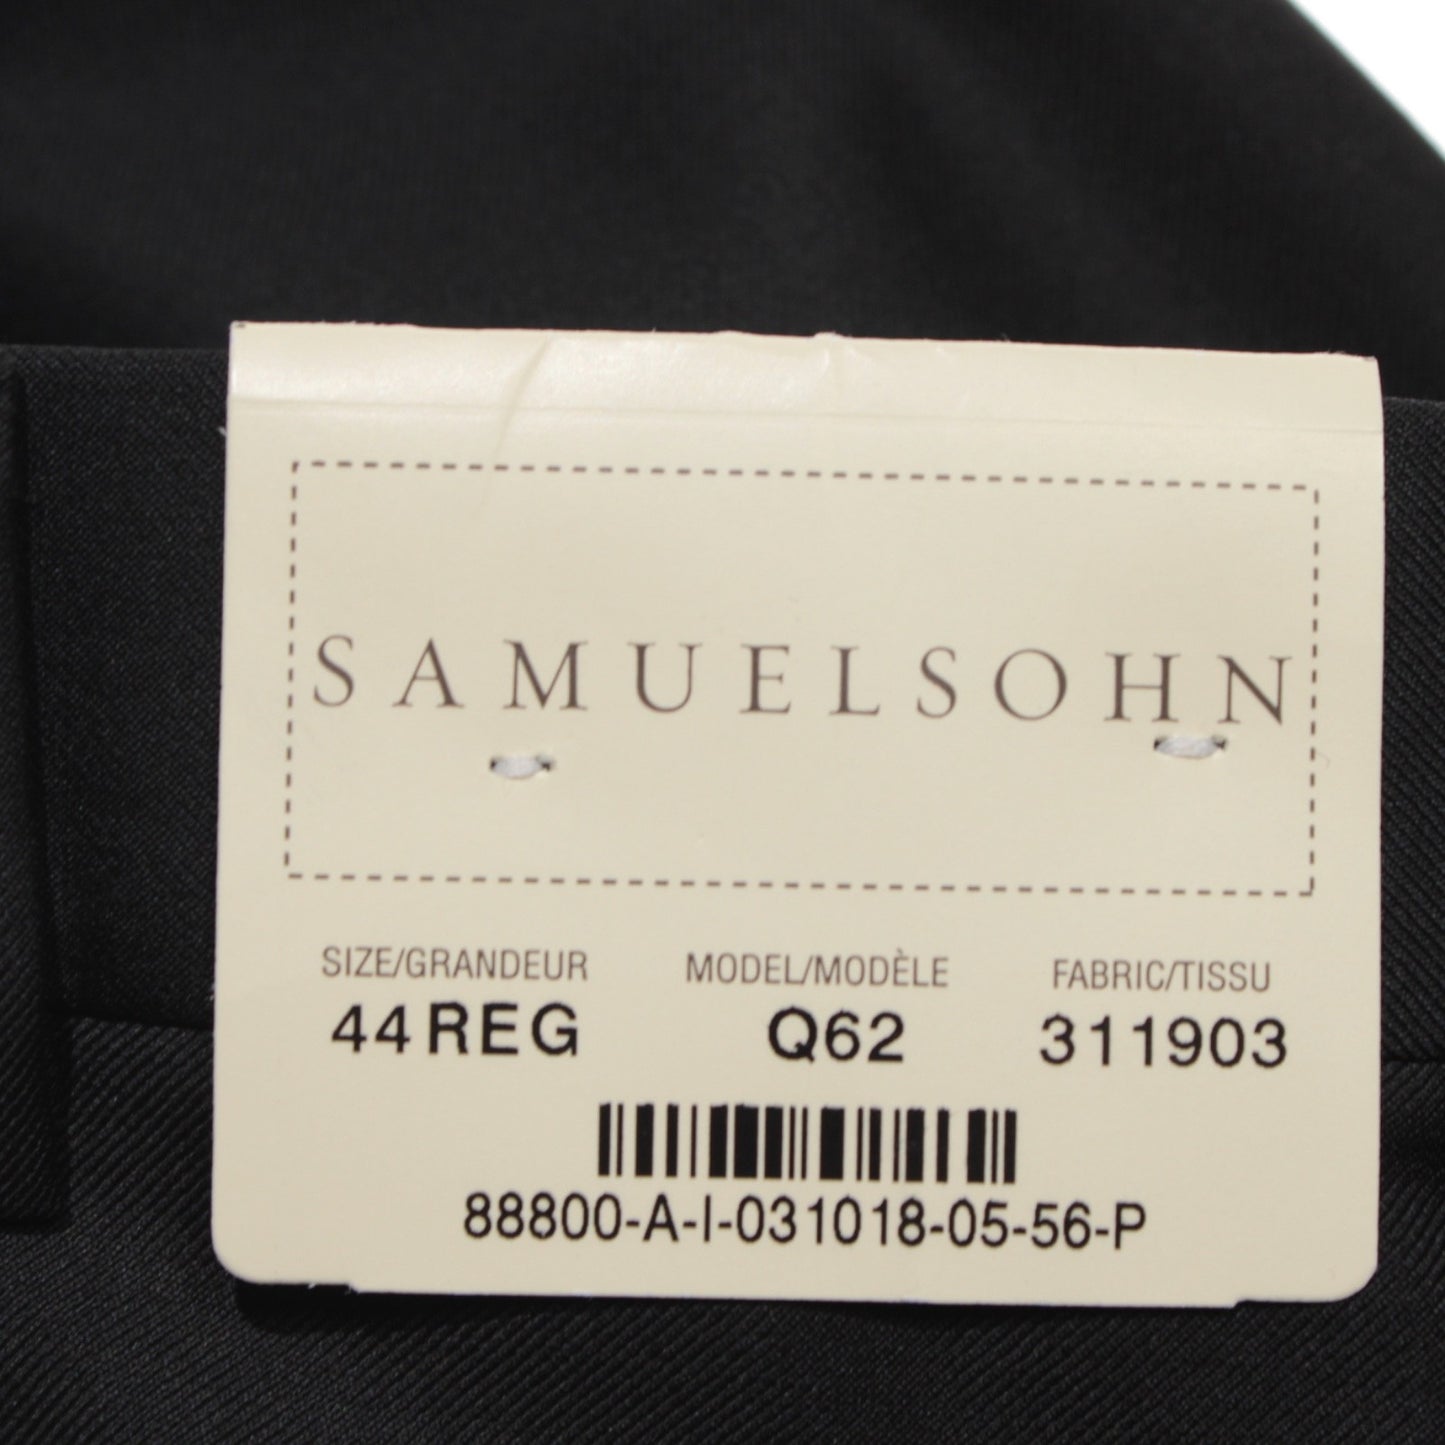 SAMUELSOHN
SIZE/GRANDEUR MODEL/MODÈLE FABRIC/TISSU
44REG Q62 311903
88800-A-I-031018-05-56-P